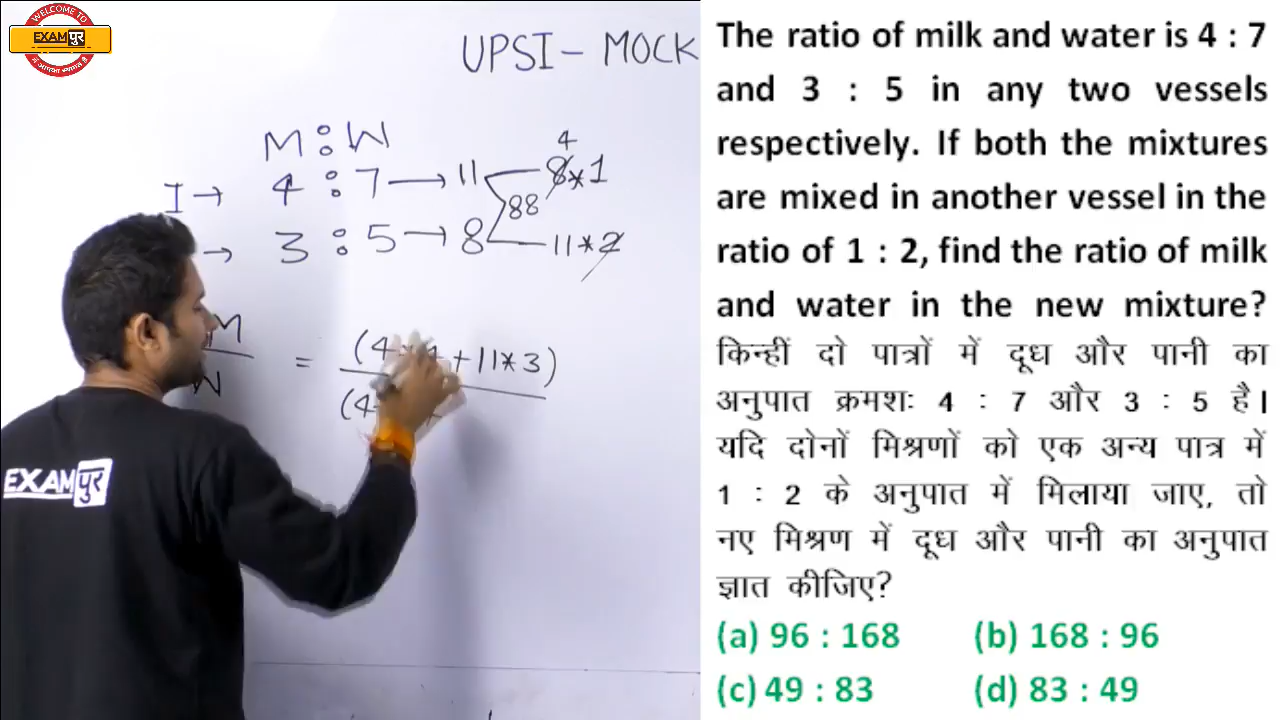 WELCOME TO
EXAMपुर
UPSI - MOCK
M : W
4
I → 4 : 7 → 11 8*1
88
→ 3 : 5 → 8 11*2
M = (4 + 11*3)
W (4
EXAMपुर
The ratio of milk and water is 4 : 7
and 3 : 5 in any two vessels
respectively. If both the mixtures
are mixed in another vessel in the
ratio of 1 : 2, find the ratio of milk
and water in the new mixture?
किन्हीं दो पात्रों में दूध और पानी का
अनुपात क्रमशः 4 : 7 और 3 : 5 है।
यदि दोनों मिश्रणों को एक अन्य पात्र में
1 : 2 के अनुपात में मिलाया जाए, तो
नए मिश्रण में दूध और पानी का अनुपात
ज्ञात कीजिए?
(a) 96 : 168 (b) 168 : 96
(c) 49 : 83 (d) 83 : 49